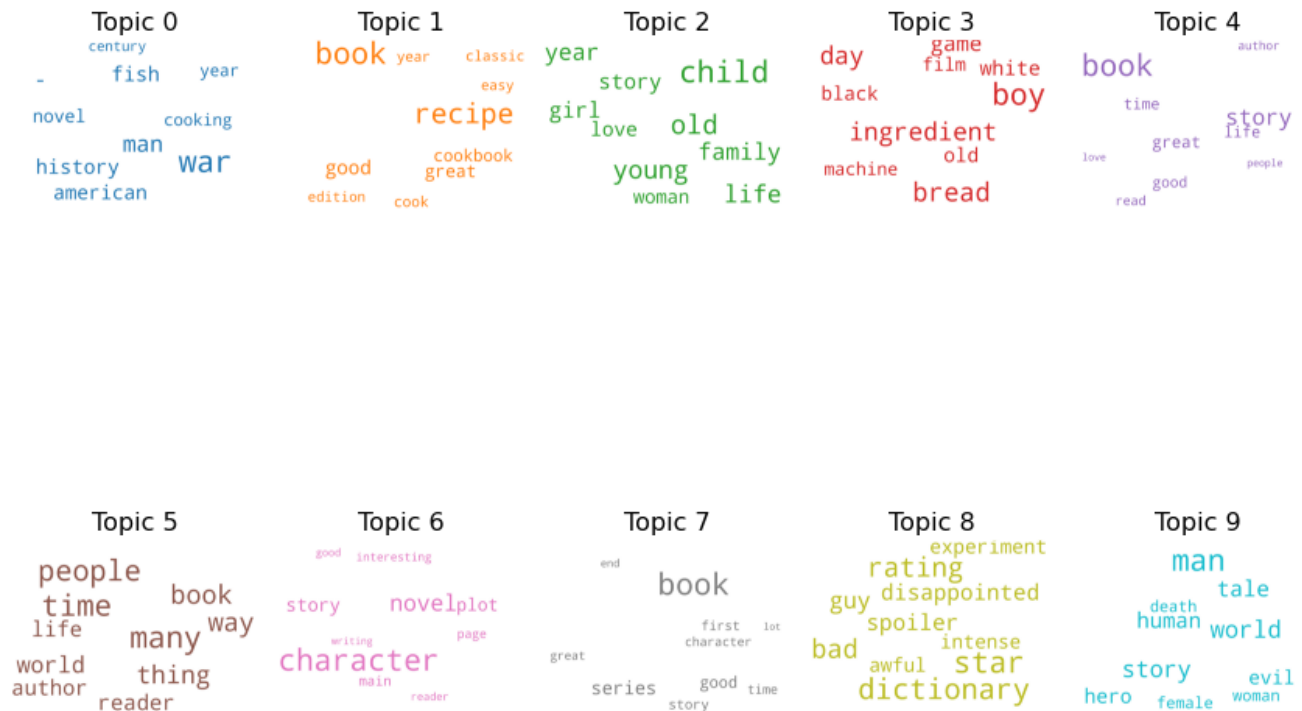 Topic 0
century
fish
year
-
novel
cooking
man
history
war
american
Topic 1
book
year
classic
easy
recipe
cookbook
good
great
edition
cook
Topic 2
year
child
story
girl
love
old
family
young
woman
life
Topic 3
game
day
film
white
black
boy
ingredient
old
machine
bread
Topic 4
author
book
time
story
life
great
love
people
good
read
Topic 5
people
book
time
way
life
many
world
thing
author
reader
Topic 6
good
interesting
story
novel
plot
page
writing
character
main
reader
Topic 7
end
book
first
lot
character
great
series
good
time
story
Topic 8
experiment
rating
disappointed
guy
spoiler
bad
intense
awful
star
dictionary
Topic 9
man
tale
death
human
world
story
evil
hero
female
woman